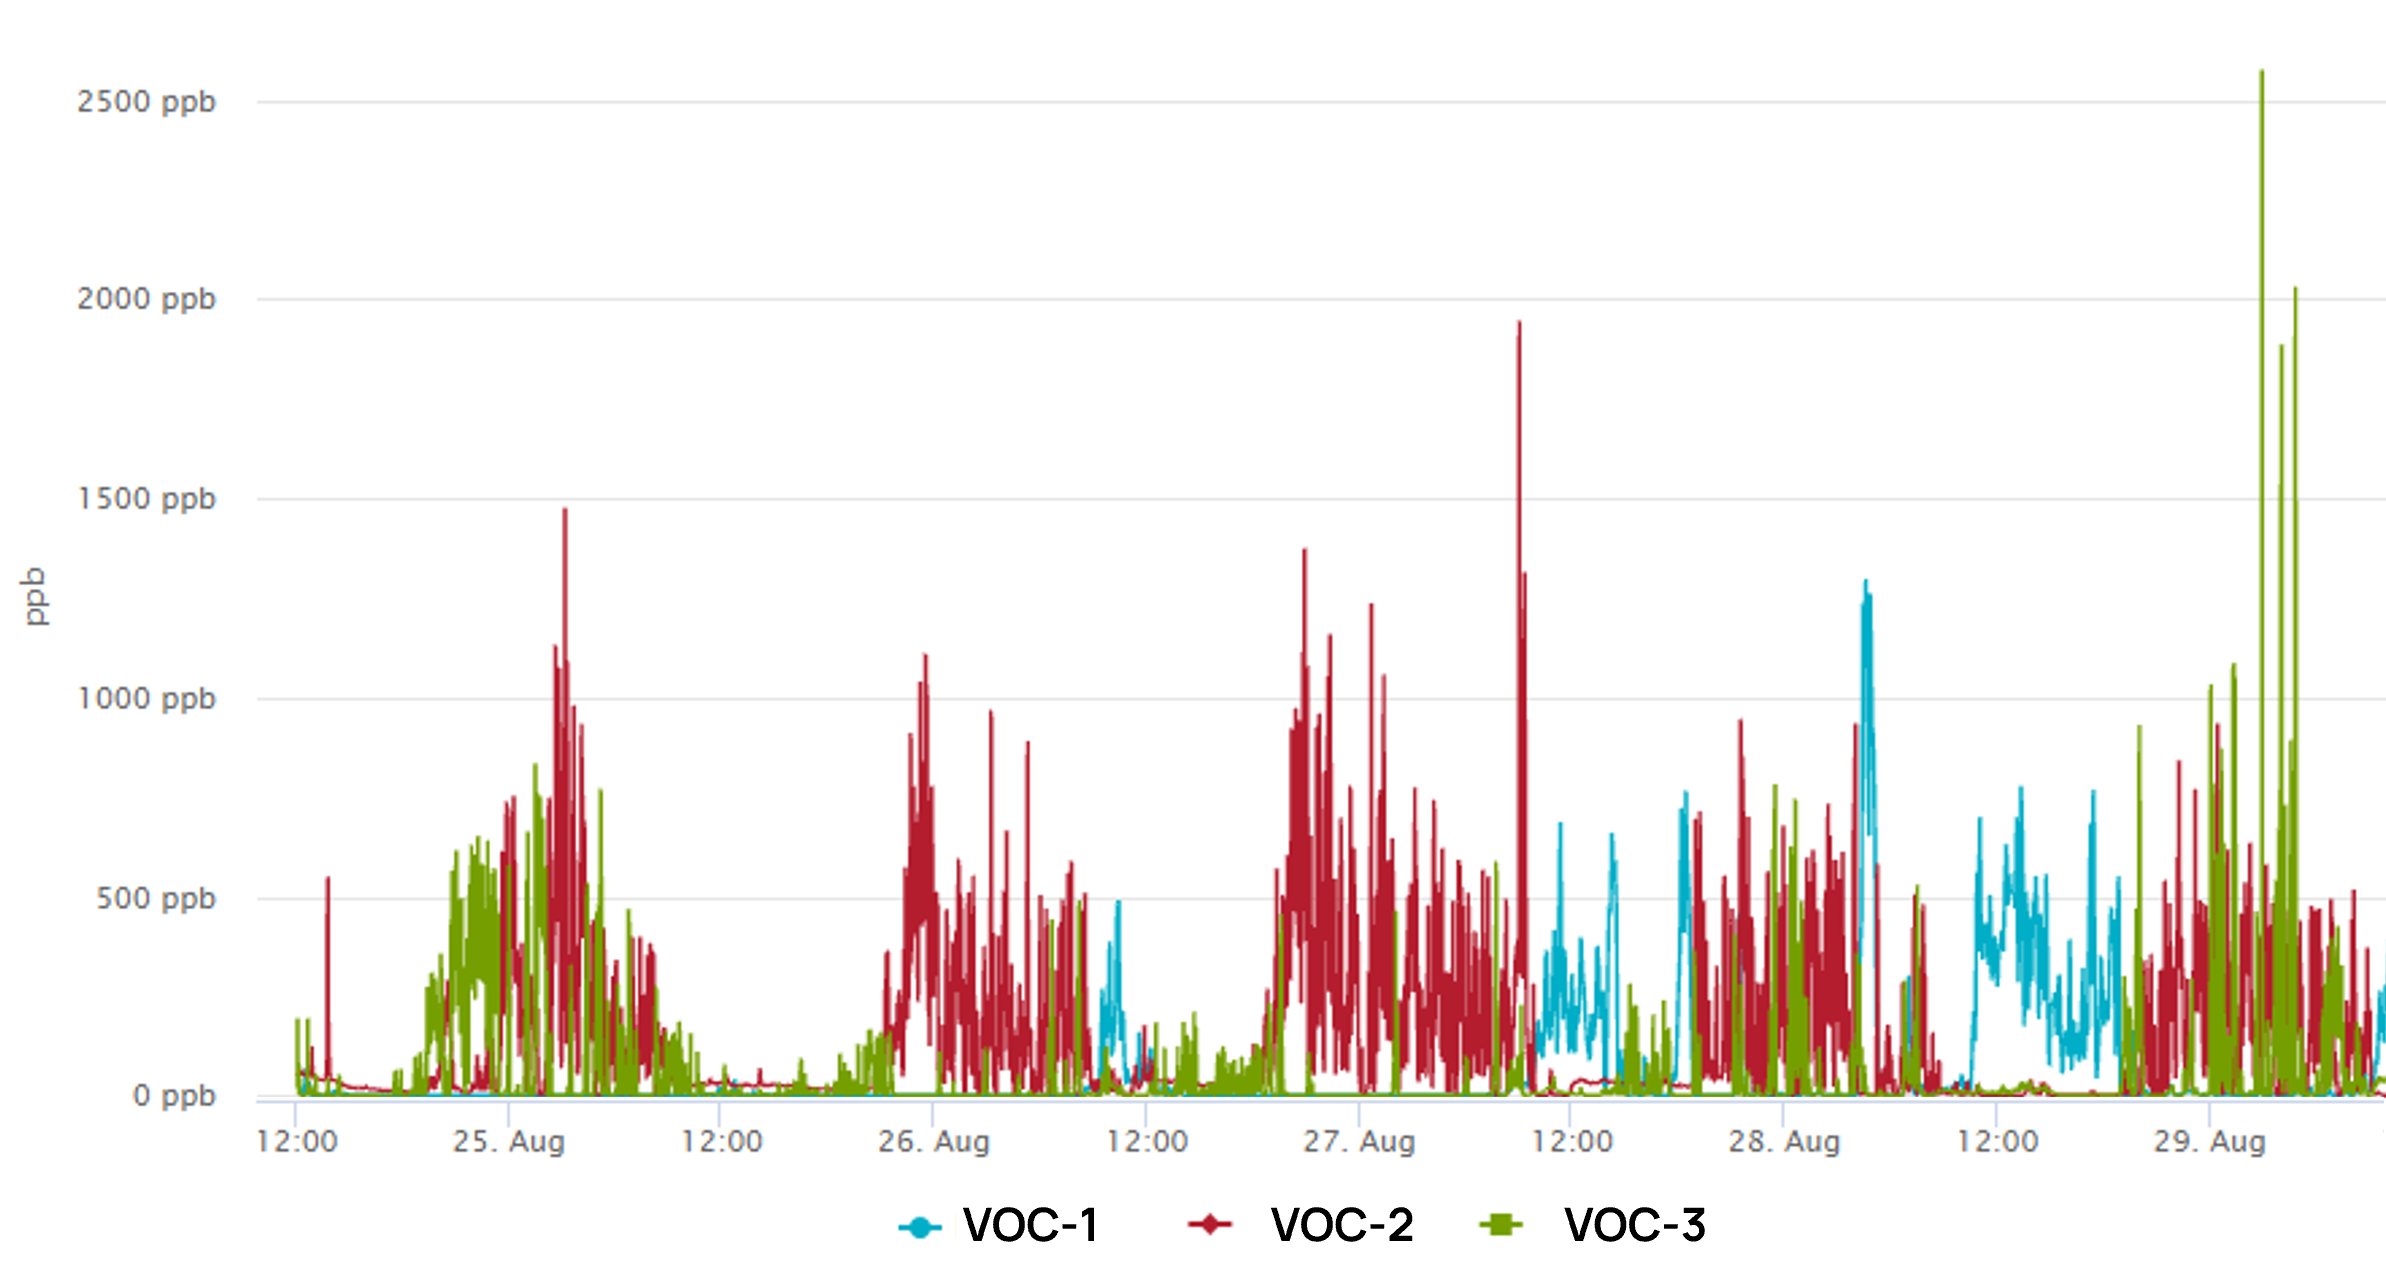 2500 ppb
2000 ppb
1500 ppb
1000 ppb
500 ppb
0 ppb
ppb
12:00 25. Aug 12:00 26. Aug 12:00 27. Aug 12:00 28. Aug 12:00 29. Aug
VOC-1 VOC-2 VOC-3